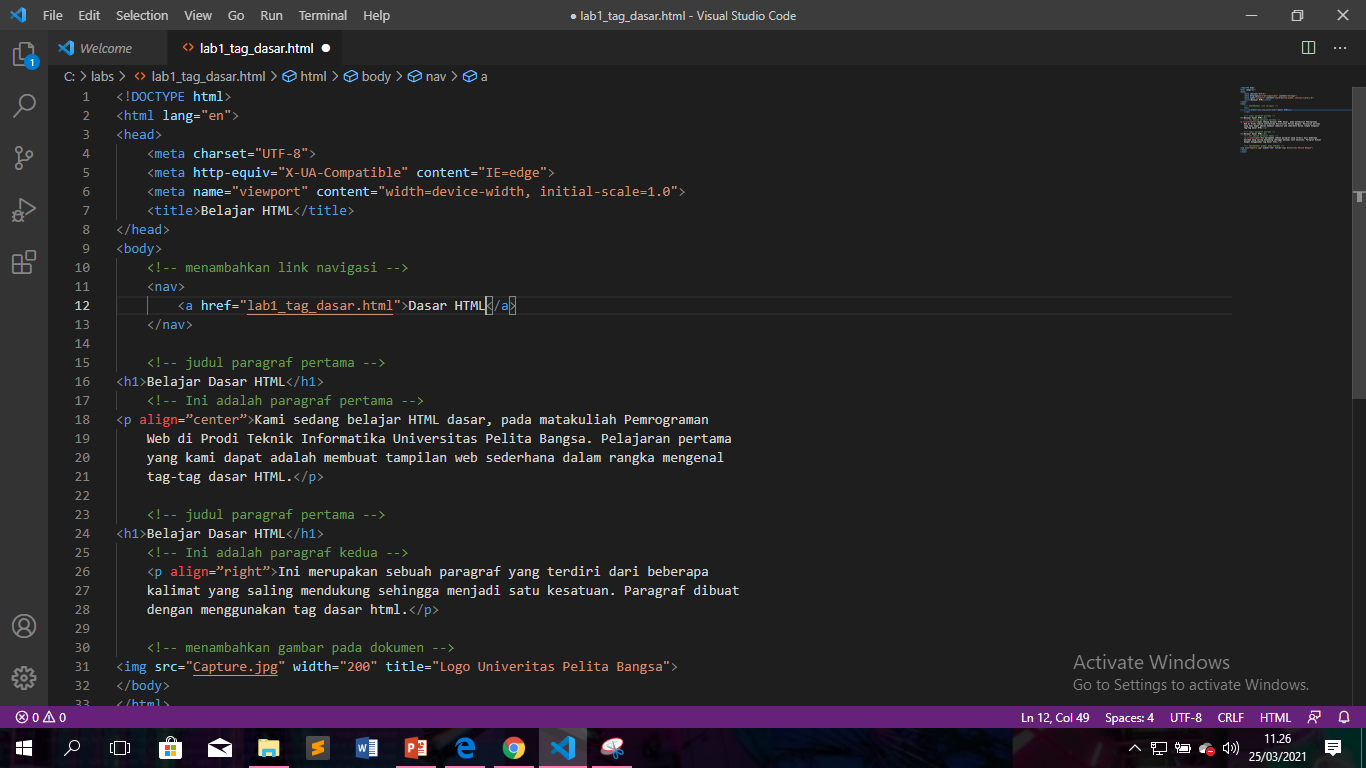 File Edit Selection View Go Run Terminal Help ● lab1_tag_dasar.html - Visual Studio Code
Welcome <> lab1_tag_dasar.html ●
C: > labs > <> lab1_tag_dasar.html > html > body > nav > a
1 <!DOCTYPE html>
2 <html lang="en">
3 <head>
4 <meta charset="UTF-8">
5 <meta http-equiv="X-UA-Compatible" content="IE=edge">
6 <meta name="viewport" content="width=device-width, initial-scale=1.0">
7 <title>Belajar HTML</title>
8 </head>
9 <body>
10 <!-- menambahkan link navigasi -->
11 <nav>
12 <a href="lab1_tag_dasar.html">Dasar HTML</a>
13 </nav>
14
15 <!-- judul paragraf pertama -->
16 <h1>Belajar Dasar HTML</h1>
17 <!-- Ini adalah paragraf pertama -->
18 <p align=”center”>Kami sedang belajar HTML dasar, pada matakuliah Pemrograman
19 Web di Prodi Teknik Informatika Universitas Pelita Bangsa. Pelajaran pertama
20 yang kami dapat adalah membuat tampilan web sederhana dalam rangka mengenal
21 tag-tag dasar HTML.</p>
22
23 <!-- judul paragraf pertama -->
24 <h1>Belajar Dasar HTML</h1>
25 <!-- Ini adalah paragraf kedua -->
26 <p align=”right”>Ini merupakan sebuah paragraf yang terdiri dari beberapa
27 kalimat yang saling mendukung sehingga menjadi satu kesatuan. Paragraf dibuat
28 dengan menggunakan tag dasar html.</p>
29
30 <!-- menambahkan gambar pada dokumen -->
31 <img src="Capture.jpg" width="200" title="Logo Univeritas Pelita Bangsa">
32 </body>
33 </html>
Activate Windows
Go to Settings to activate Windows.
1
0 0 Ln 12, Col 49 Spaces: 4 UTF-8 CRLF HTML
11.26
25/03/2021